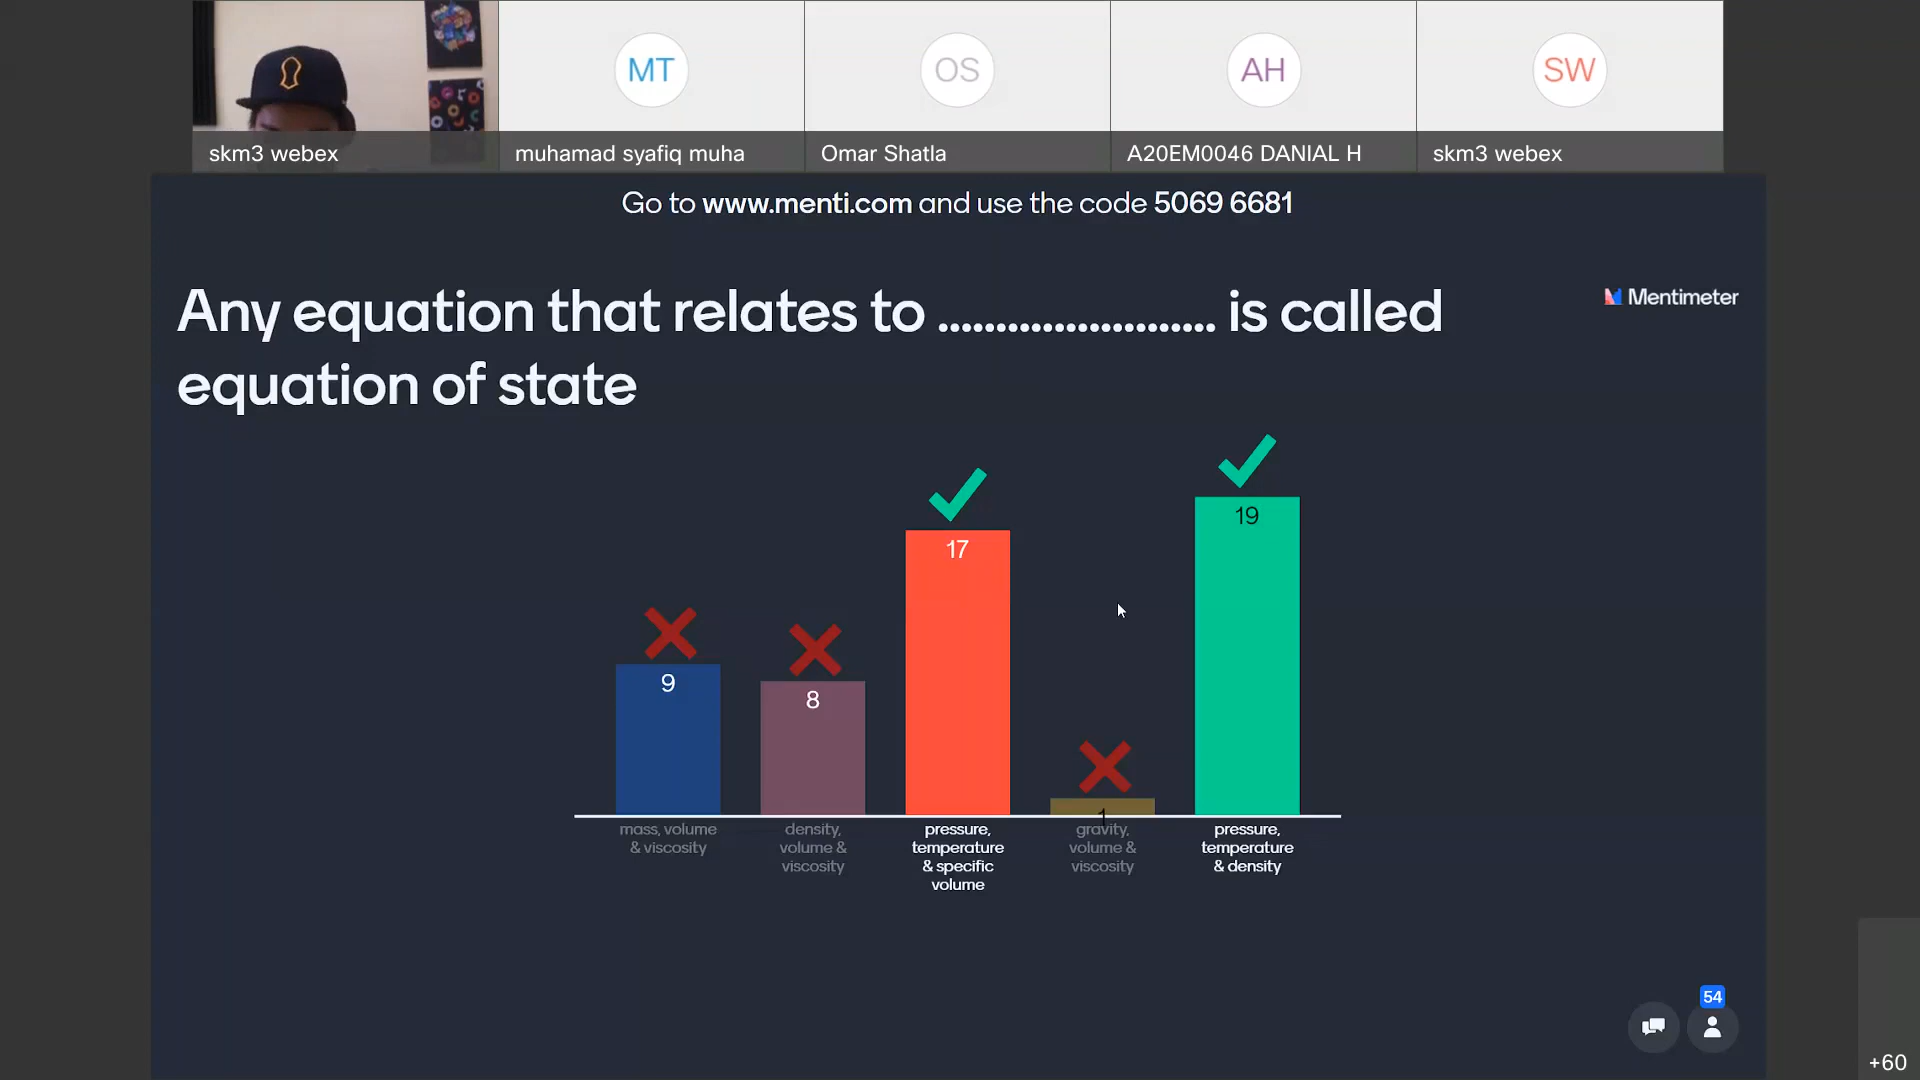 MT
OS
AH
SW
skm3 webex
muhamad syafiq muha
Omar Shatla
A20EM0046 DANIAL H
skm3 webex
Go to www.menti.com and use the code 5069 6681
Any equation that relates to ........................ is called
equation of state
Mentimeter
9
8
17
1
19
mass, volume
& viscosity
density,
volume &
viscosity
pressure,
temperature
& specific
volume
gravity,
volume &
viscosity
pressure,
temperature
& density
54
+60